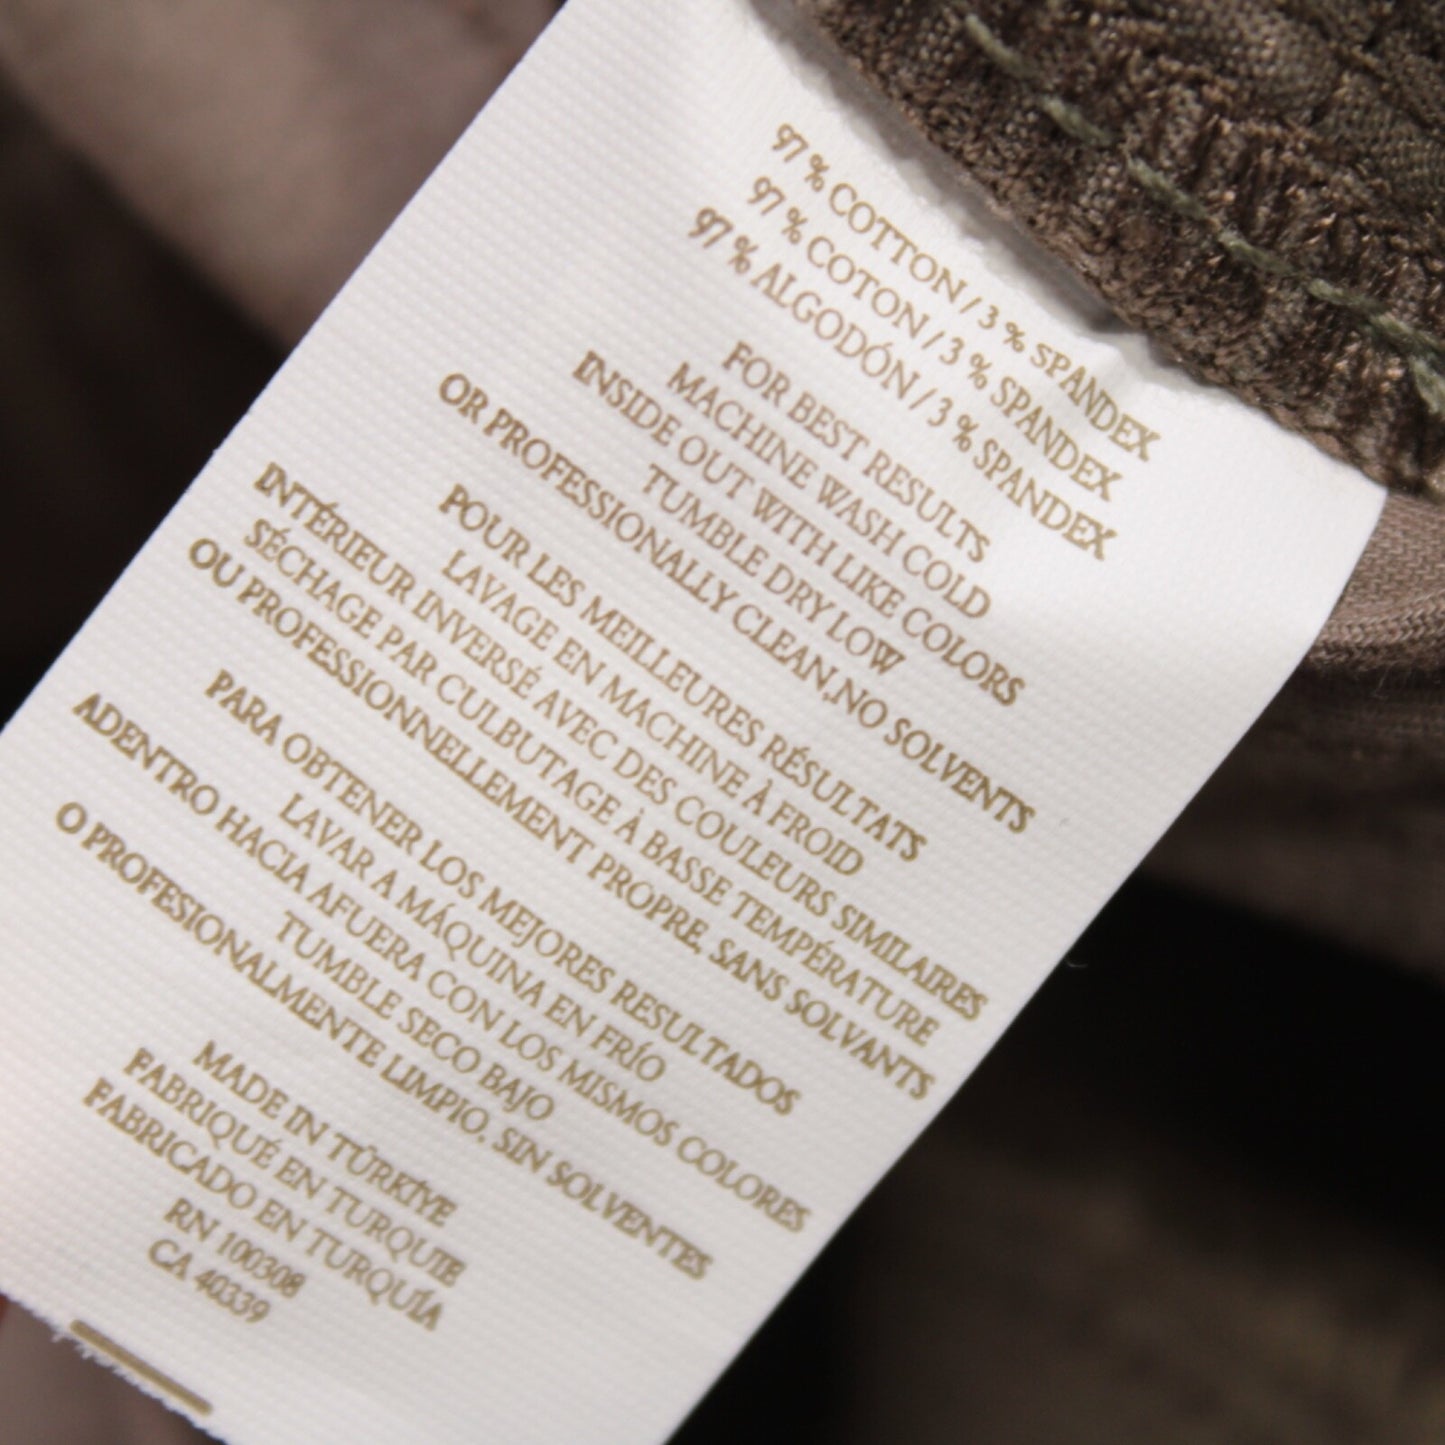 97 % COTTON / 3 % SPANDEX
97 % COTON / 3 % SPANDEX
97 % ALGODÓN / 3 % SPANDEX
FOR BEST RESULTS
MACHINE WASH COLD
INSIDE OUT WITH LIKE COLORS
TUMBLE DRY LOW
OR PROFESSIONALLY CLEAN,NO SOLVENTS
POUR LES MEILLEURES RÉSULTATS
LAVAGE EN MACHINE À FROID
INTÉRIEUR INVERSÉ AVEC DES COULEURS SIMILAIRES
SÉCHAGE PAR CULBUTAGE À BASSE TEMPÉRATURE
OU PROFESSIONNELLEMENT PROPRE, SANS SOLVANTS
PARA OBTENER LOS MEJORES RESULTADOS
LAVAR A MÁQUINA EN FRÍO
ADENTRO HACIA AFUERA CON LOS MISMOS COLORES
TUMBLE SECO BAJO
O PROFESIONALMENTE LIMPIO, SIN SOLVENTES
MADE IN TÜRKİYE
FABRIQUÉ EN TURQUIE
FABRICADO EN TURQUÍA
RN 100308
CA 40339